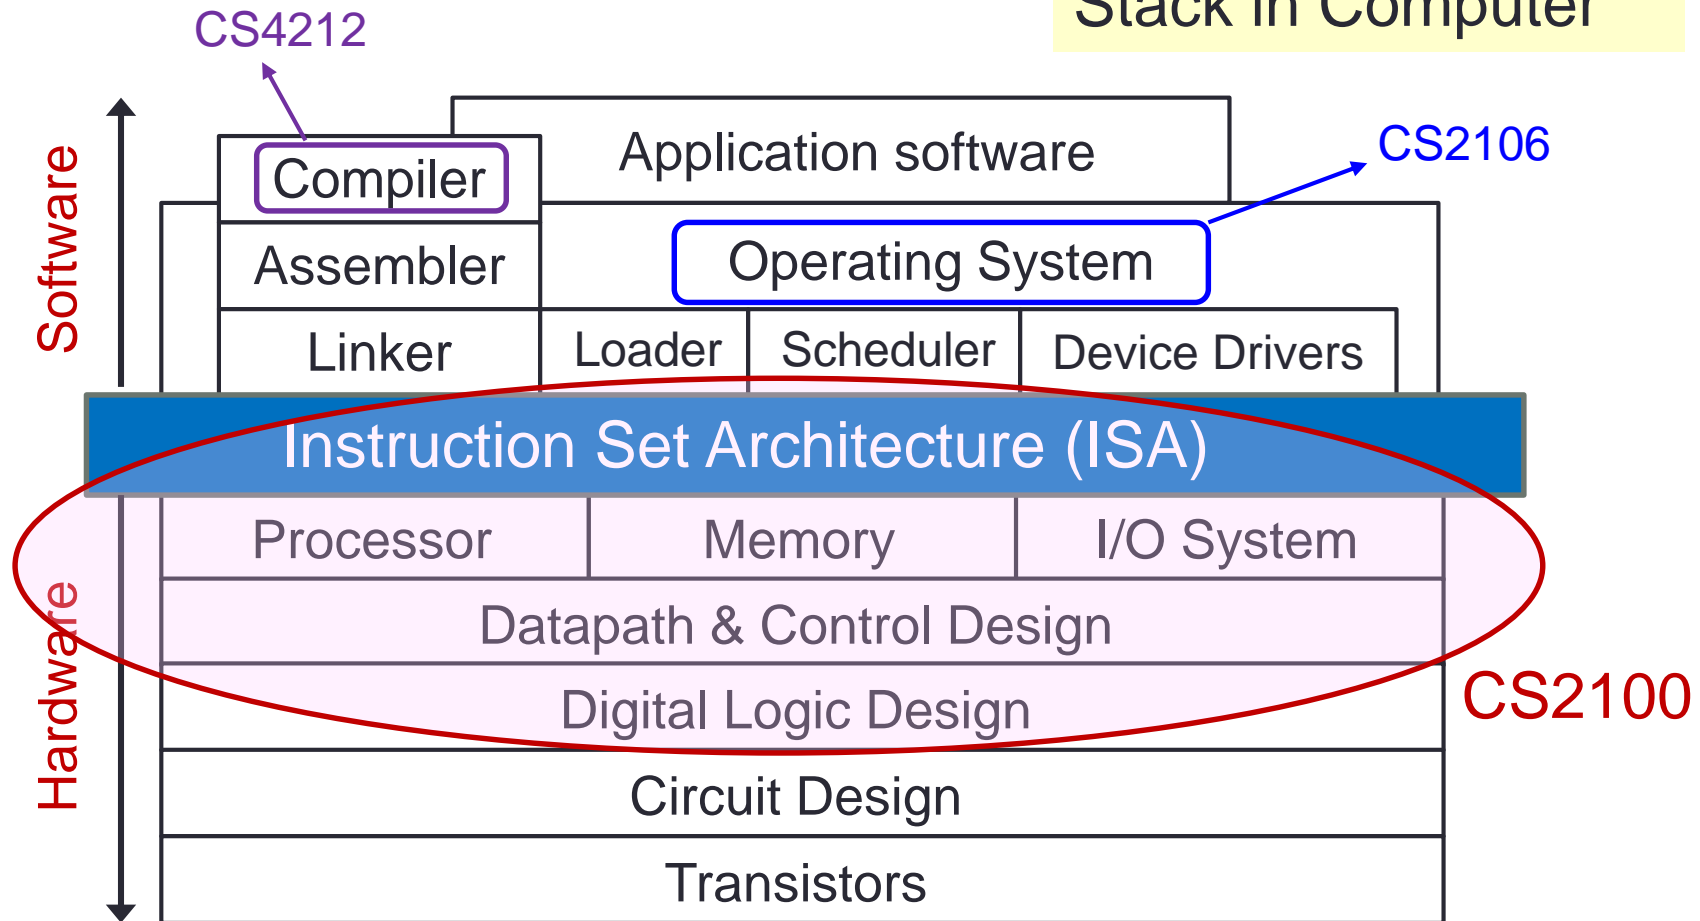 Stack in Computer
CS4212
Application software
CS2106
Compiler
Software
Assembler
Operating System
Linker
Loader
Scheduler
Device Drivers
Instruction Set Architecture (ISA)
Processor
Memory
I/O System
Hardware
Datapath & Control Design
Digital Logic Design
CS2100
Circuit Design
Transistors